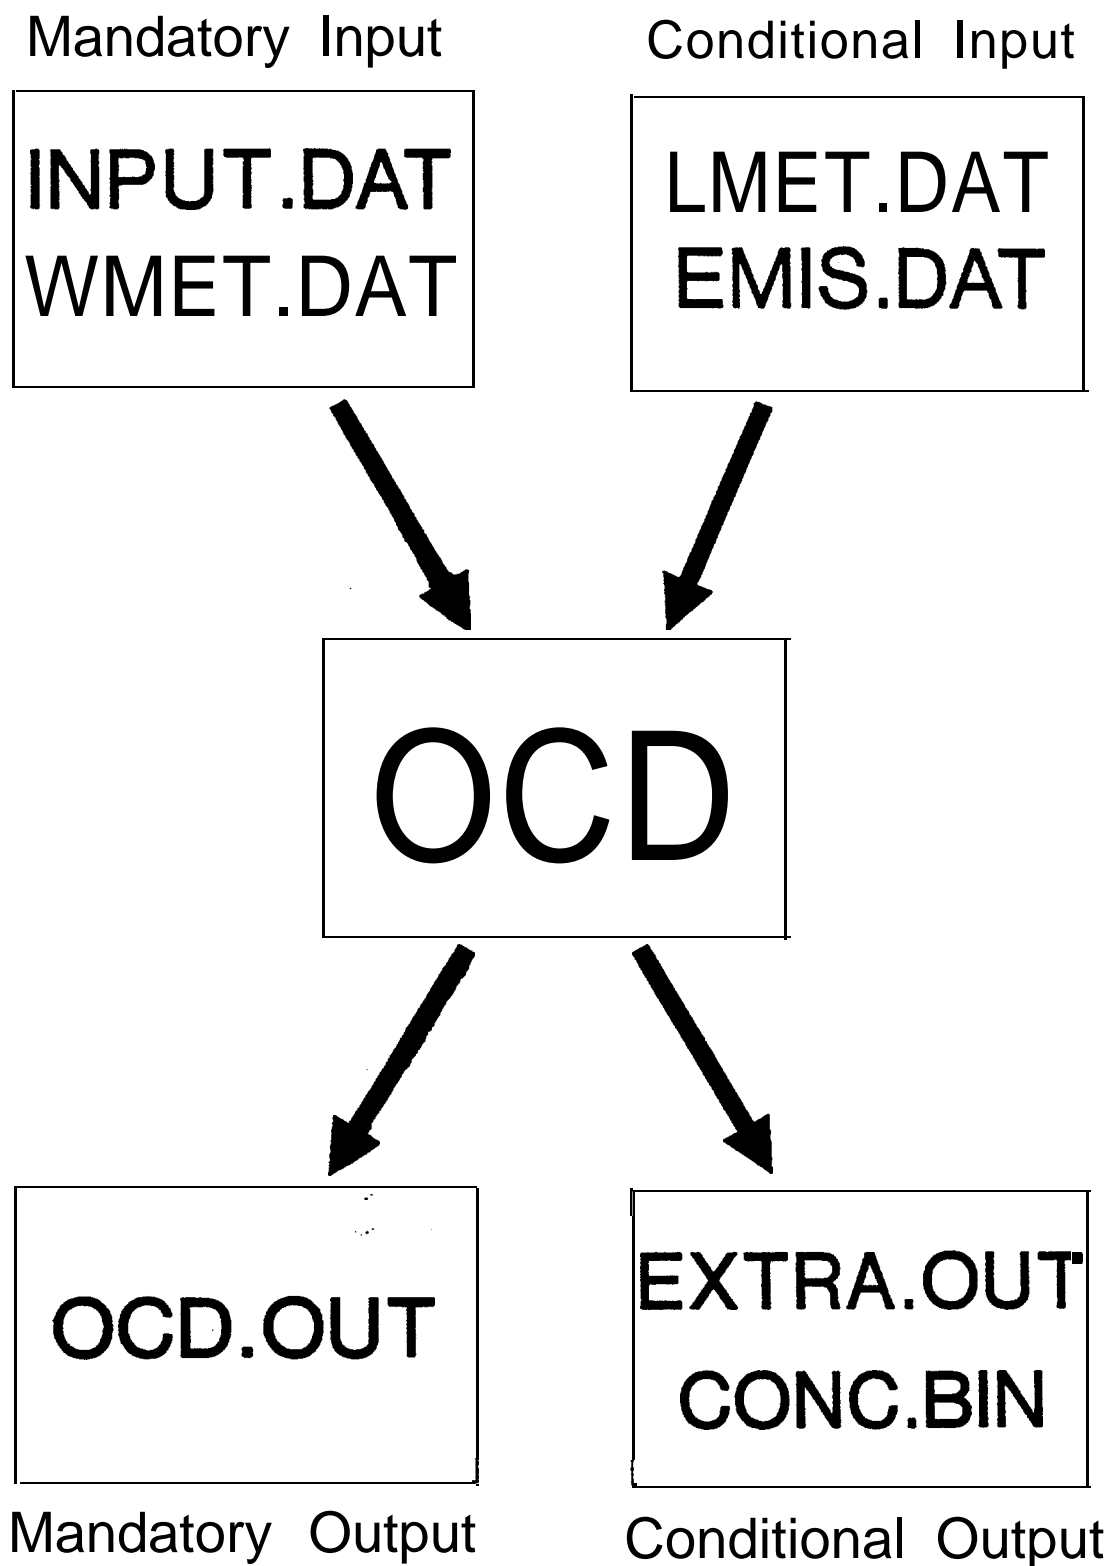 Mandatory Input
Conditional Input
INPUT.DAT
WMET.DAT
LMET.DAT
EMIS.DAT
OCD
OCD.OUT
EXTRA.OUT
CONC.BIN
Mandatory Output
Conditional Output